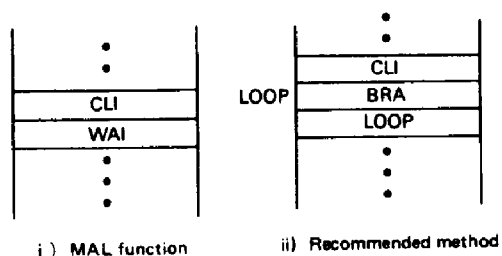 CLI
WAI
i ) MAL function
CLI
LOOP
BRA
LOOP
ii) Recommended method